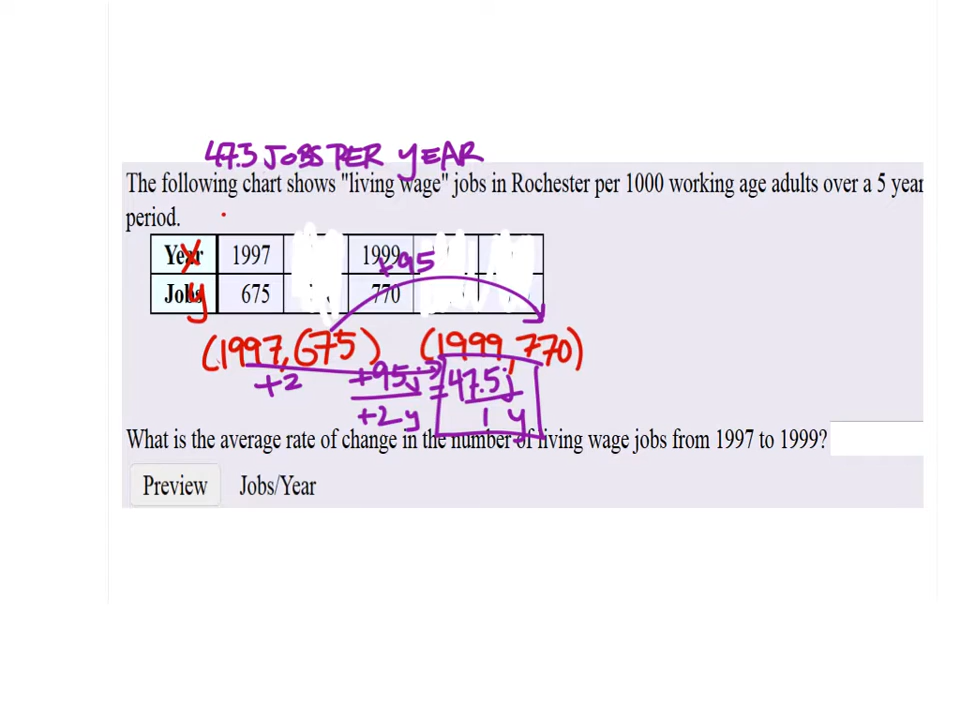 47.5 JOBS PER YEAR
The following chart shows "living wage" jobs in Rochester per 1000 working age adults over a 5 year
period.
Year X 1997 1999
+95
Jobs y 675 770
(1997, 675) (1999, 770)
+2 +95j = 47.5j
+2y 1 y
What is the average rate of change in the number of living wage jobs from 1997 to 1999?
Preview Jobs/Year